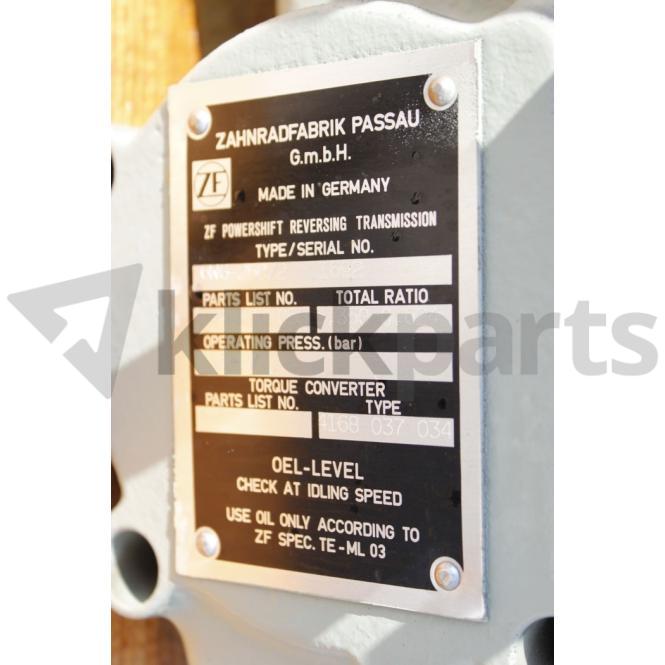 ZAHNRADFABRIK PASSAU
G.m.b.H.
ZF
MADE IN GERMANY
ZF POWERSHIFT REVERSING TRANSMISSION
TYPE/SERIAL NO.
PARTS LIST NO. TOTAL RATIO
klickparts
OPERATING PRESS.(bar)
TORQUE CONVERTER
PARTS LIST NO. TYPE
4168 037 034
OEL-LEVEL
CHECK AT IDLING SPEED
USE OIL ONLY ACCORDING TO
ZF SPEC. TE-ML 03